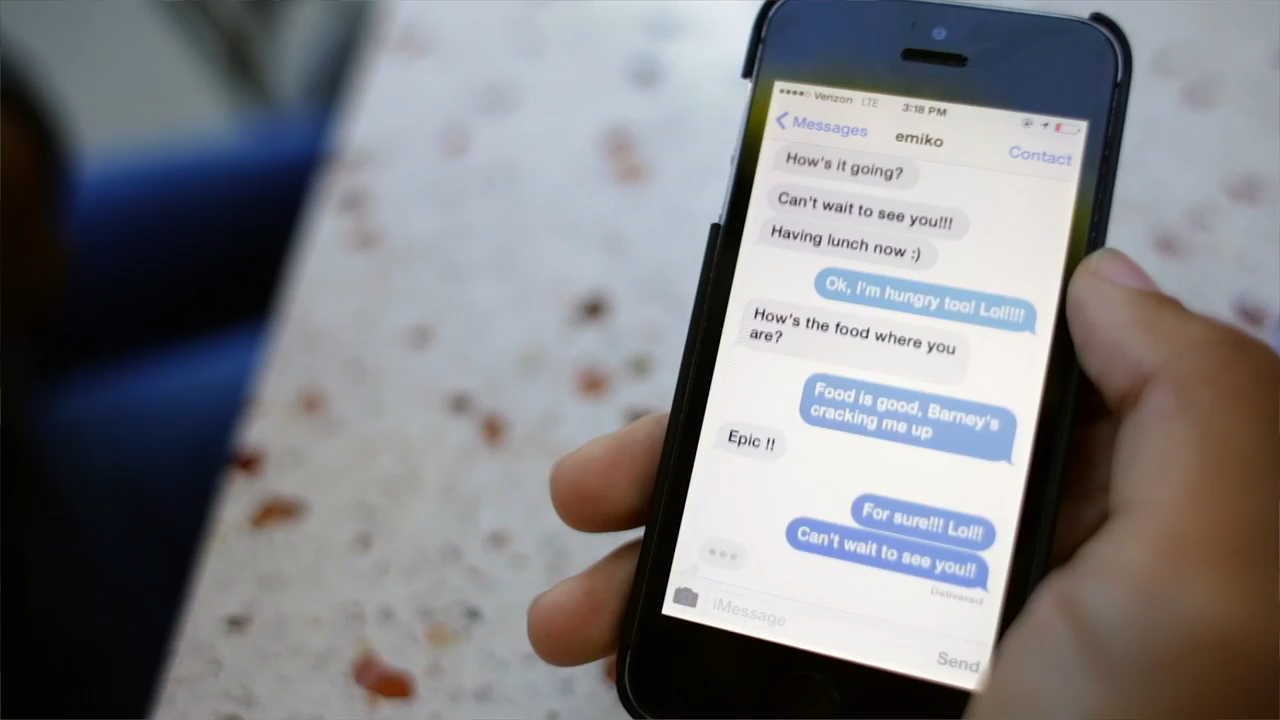 Verizon LTE 3:18 PM
Messages emiko Contact
How's it going?
Can't wait to see you!!!
Having lunch now :)
Ok, I'm hungry too! Lol!!!!
How's the food where you
are?
Food is good, Barney's
cracking me up
Epic !!
For sure!!! Lol!!
Can't wait to see you!!
Delivered
iMessage
Send